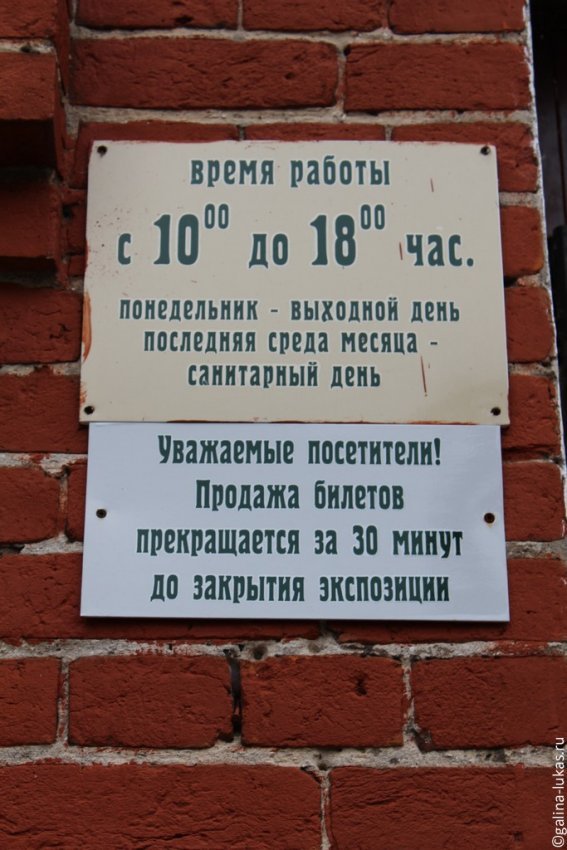 время работы
с 10⁰⁰ до 18⁰⁰ час.
понедельник - выходной день
последняя среда месяца -
санитарный день
Уважаемые посетители!
Продажа билетов
прекращается за 30 минут
до закрытия экспозиции
©galina-lukas.ru